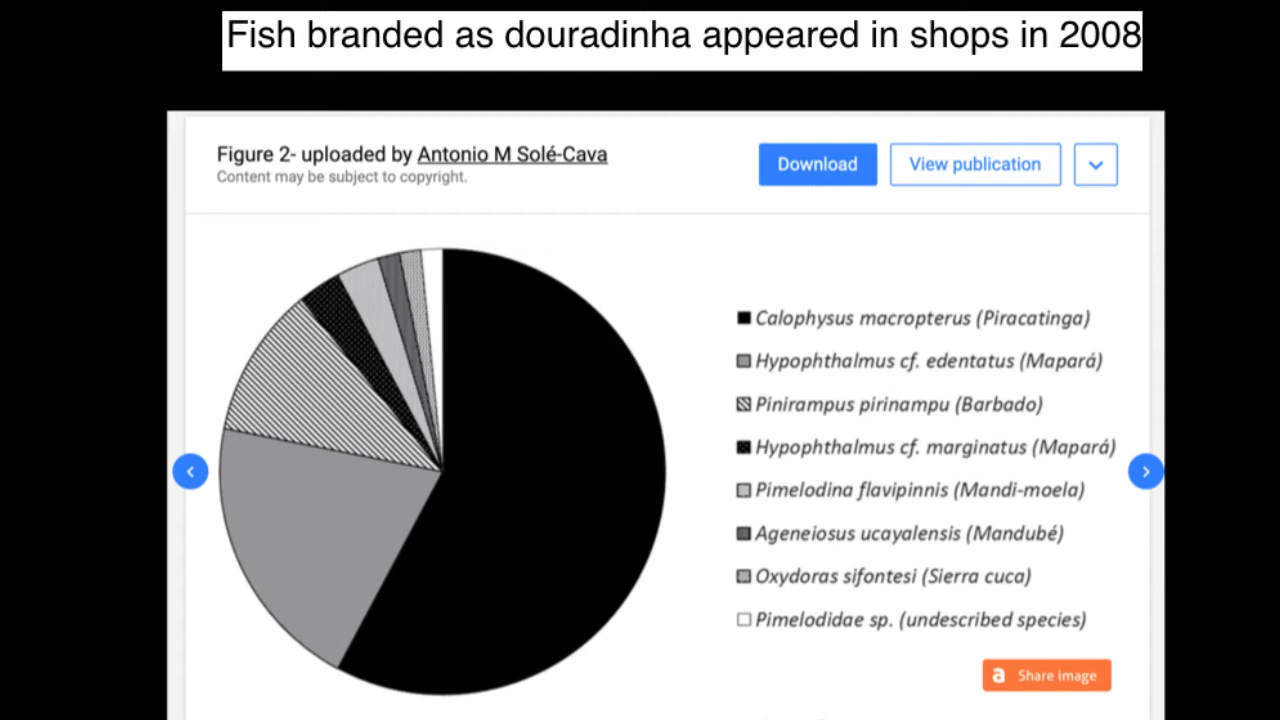 Fish branded as douradinha appeared in shops in 2008
Figure 2- uploaded by Antonio M Solé-Cava
Content may be subject to copyright.
Download
View publication
Calophysus macropterus (Piracatinga)
Hypophthalmus cf. edentatus (Mapará)
Pinirampus pirinampu (Barbado)
Hypophthalmus cf. marginatus (Mapará)
Pimelodina flavipinnis (Mandi-moela)
Ageneiosus ucayalensis (Mandubé)
Oxydoras sifontesi (Sierra cuca)
Pimelodidae sp. (undescribed species)
a Share image